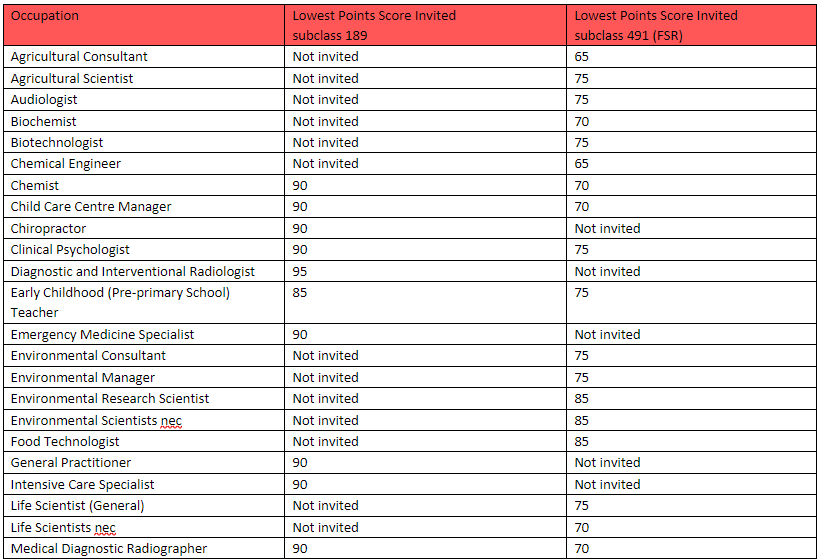 Occupation Lowest Points Score Invited Lowest Points Score Invited
subclass 189 subclass 491 (FSR)
Agricultural Consultant Not invited 65
Agricultural Scientist Not invited 75
Audiologist Not invited 75
Biochemist Not invited 70
Biotechnologist Not invited 75
Chemical Engineer Not invited 65
Chemist 90 70
Child Care Centre Manager 90 70
Chiropractor 90 Not invited
Clinical Psychologist 90 75
Diagnostic and Interventional Radiologist 95 Not invited
Early Childhood (Pre-primary School) 85 75
Teacher
Emergency Medicine Specialist 90 Not invited
Environmental Consultant Not invited 75
Environmental Manager Not invited 75
Environmental Research Scientist Not invited 85
Environmental Scientists nec Not invited 85
Food Technologist Not invited 85
General Practitioner 90 Not invited
Intensive Care Specialist 90 Not invited
Life Scientist (General) Not invited 75
Life Scientists nec Not invited 70
Medical Diagnostic Radiographer 90 70